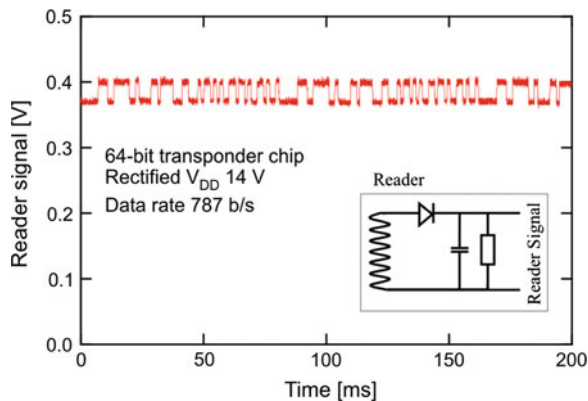 0.5
0.4
0.3
0.2
0.1
0.0
Reader signal [V]
64-bit transponder chip
Rectified VDD 14 V
Data rate 787 b/s
Reader
Reader Signal
0
50
100
150
200
Time [ms]